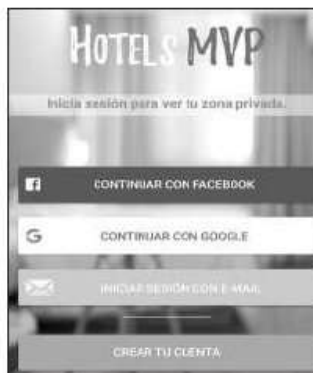 HOTELS MVP
Inicia sesión para ver tu zona privada.
CONTINUAR CON FACEBOOK
CONTINUAR CON GOOGLE
INICIAR SESIÓN CON E-MAIL
CREAR TU CUENTA